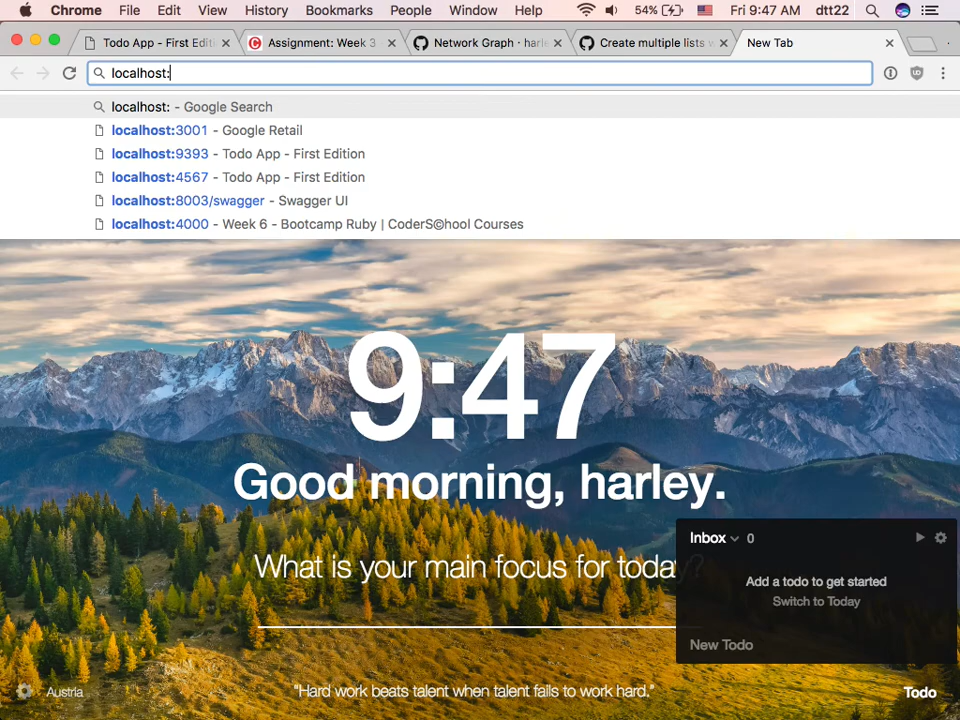 Chrome File Edit View History Bookmarks People Window Help 54% Fri 9:47 AM dtt22
Todo App - First Editi Assignment: Week 3 Network Graph · harle Create multiple lists w New Tab
localhost:
localhost: - Google Search
localhost:3001 - Google Retail
localhost:9393 - Todo App - First Edition
localhost:4567 - Todo App - First Edition
localhost:8003/swagger - Swagger UI
localhost:4000 - Week 6 - Bootcamp Ruby | CoderS©hool Courses
9:47
Good morning, harley.
What is your main focus for today?
Inbox 0
Add a todo to get started
Switch to Today
New Todo
Austria
"Hard work beats talent when talent fails to work hard."
Todo